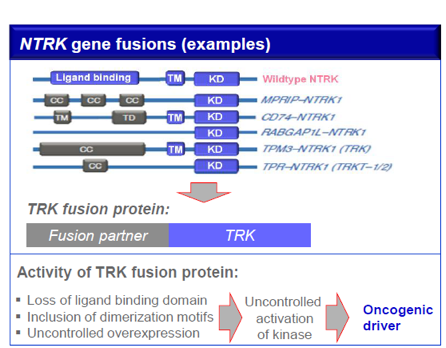 NTRK gene fusions (examples)
Ligand binding TM KD Wildtype NTRK
CC CC CC KD MPRIP–NTRK1
TM TD TM KD CD74–NTRK1
KD RABGAP1L–NTRK1
CC TM KD TPM3–NTRK1 (TRK)
CC KD TPR–NTRK1 (TRKT–1/2)
TRK fusion protein:
Fusion partner TRK
Activity of TRK fusion protein:
▪ Loss of ligand binding domain
▪ Inclusion of dimerization motifs
▪ Uncontrolled overexpression
Uncontrolled
activation
of kinase
Oncogenic
driver